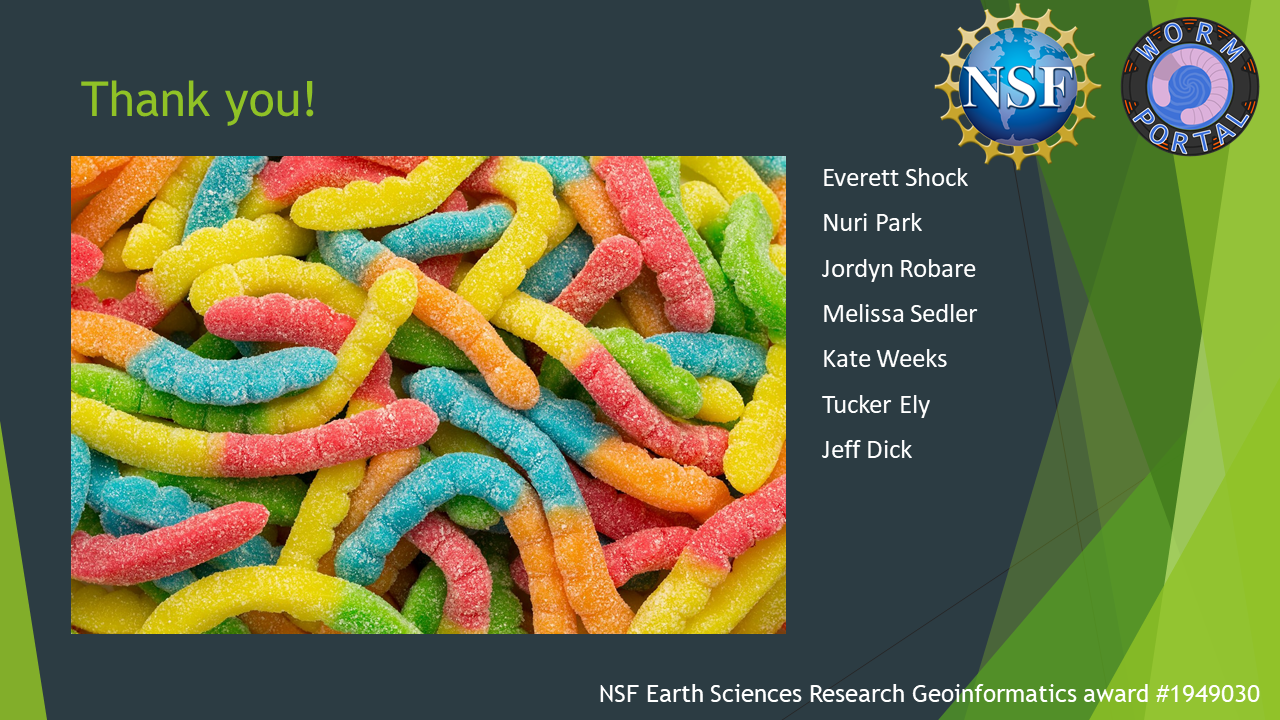 NSF
WORM
PORTAL
Thank you!
Everett Shock
Nuri Park
Jordyn Robare
Melissa Sedler
Kate Weeks
Tucker Ely
Jeff Dick
NSF Earth Sciences Research Geoinformatics award #1949030